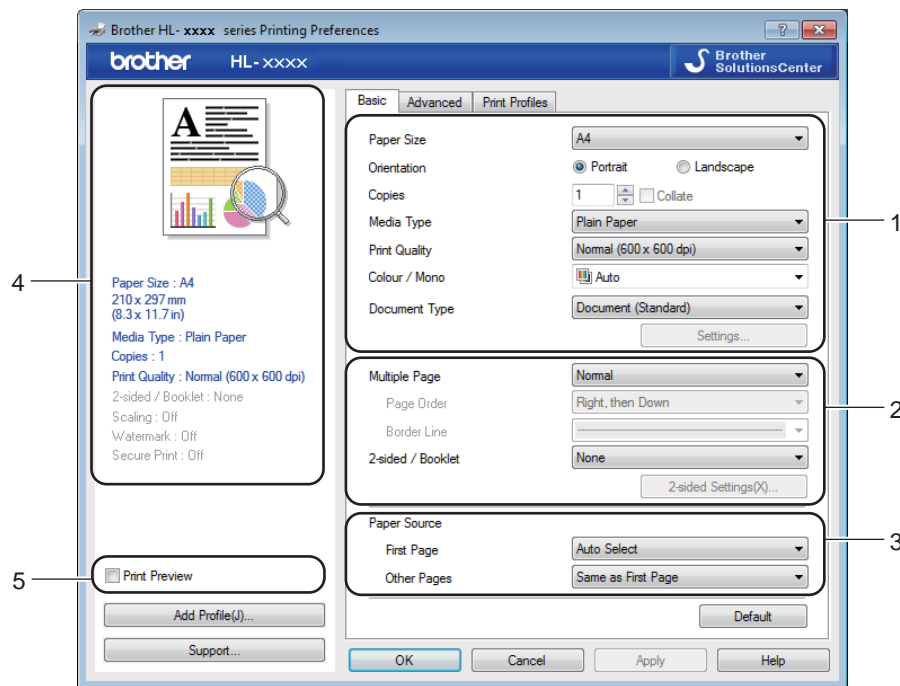 Brother HL- xxxx series Printing Preferences
brother HL-xxxx
Brother
SolutionsCenter
A
Paper Size : A4
210 x 297 mm
(8.3 x 11.7 in)
Media Type : Plain Paper
Copies : 1
Print Quality : Normal (600 x 600 dpi)
2-sided / Booklet : None
Scaling : Off
Watermark : Off
Secure Print : Off
4
Print Preview
5
Add Profile(J)...
Support...
Basic Advanced Print Profiles
Paper Size A4
Orientation Portrait Landscape
Copies 1 Collate
Media Type Plain Paper
1
Print Quality Normal (600 x 600 dpi)
Colour / Mono Auto
Document Type Document (Standard)
Settings...
Multiple Page Normal
Page Order Right, then Down
2
Border Line
2-sided / Booklet None
2-sided Settings(X)...
Paper Source
First Page Auto Select
3
Other Pages Same as First Page
Default
OK Cancel Apply Help